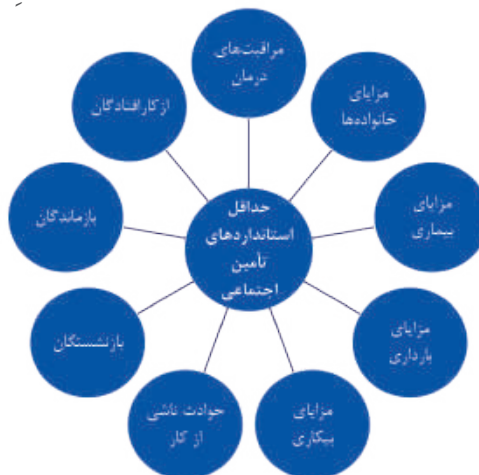 مراقبت‌های
درمان
مزایای
خانواده‌ها
مزایای
بیماری
مزایای
بارداری
مزایای
بیکاری
حوادث ناشی
از کار
بازنشستگان
بازماندگان
ازکارافتادگان
حداقل
استانداردهای
تأمین
اجتماعی